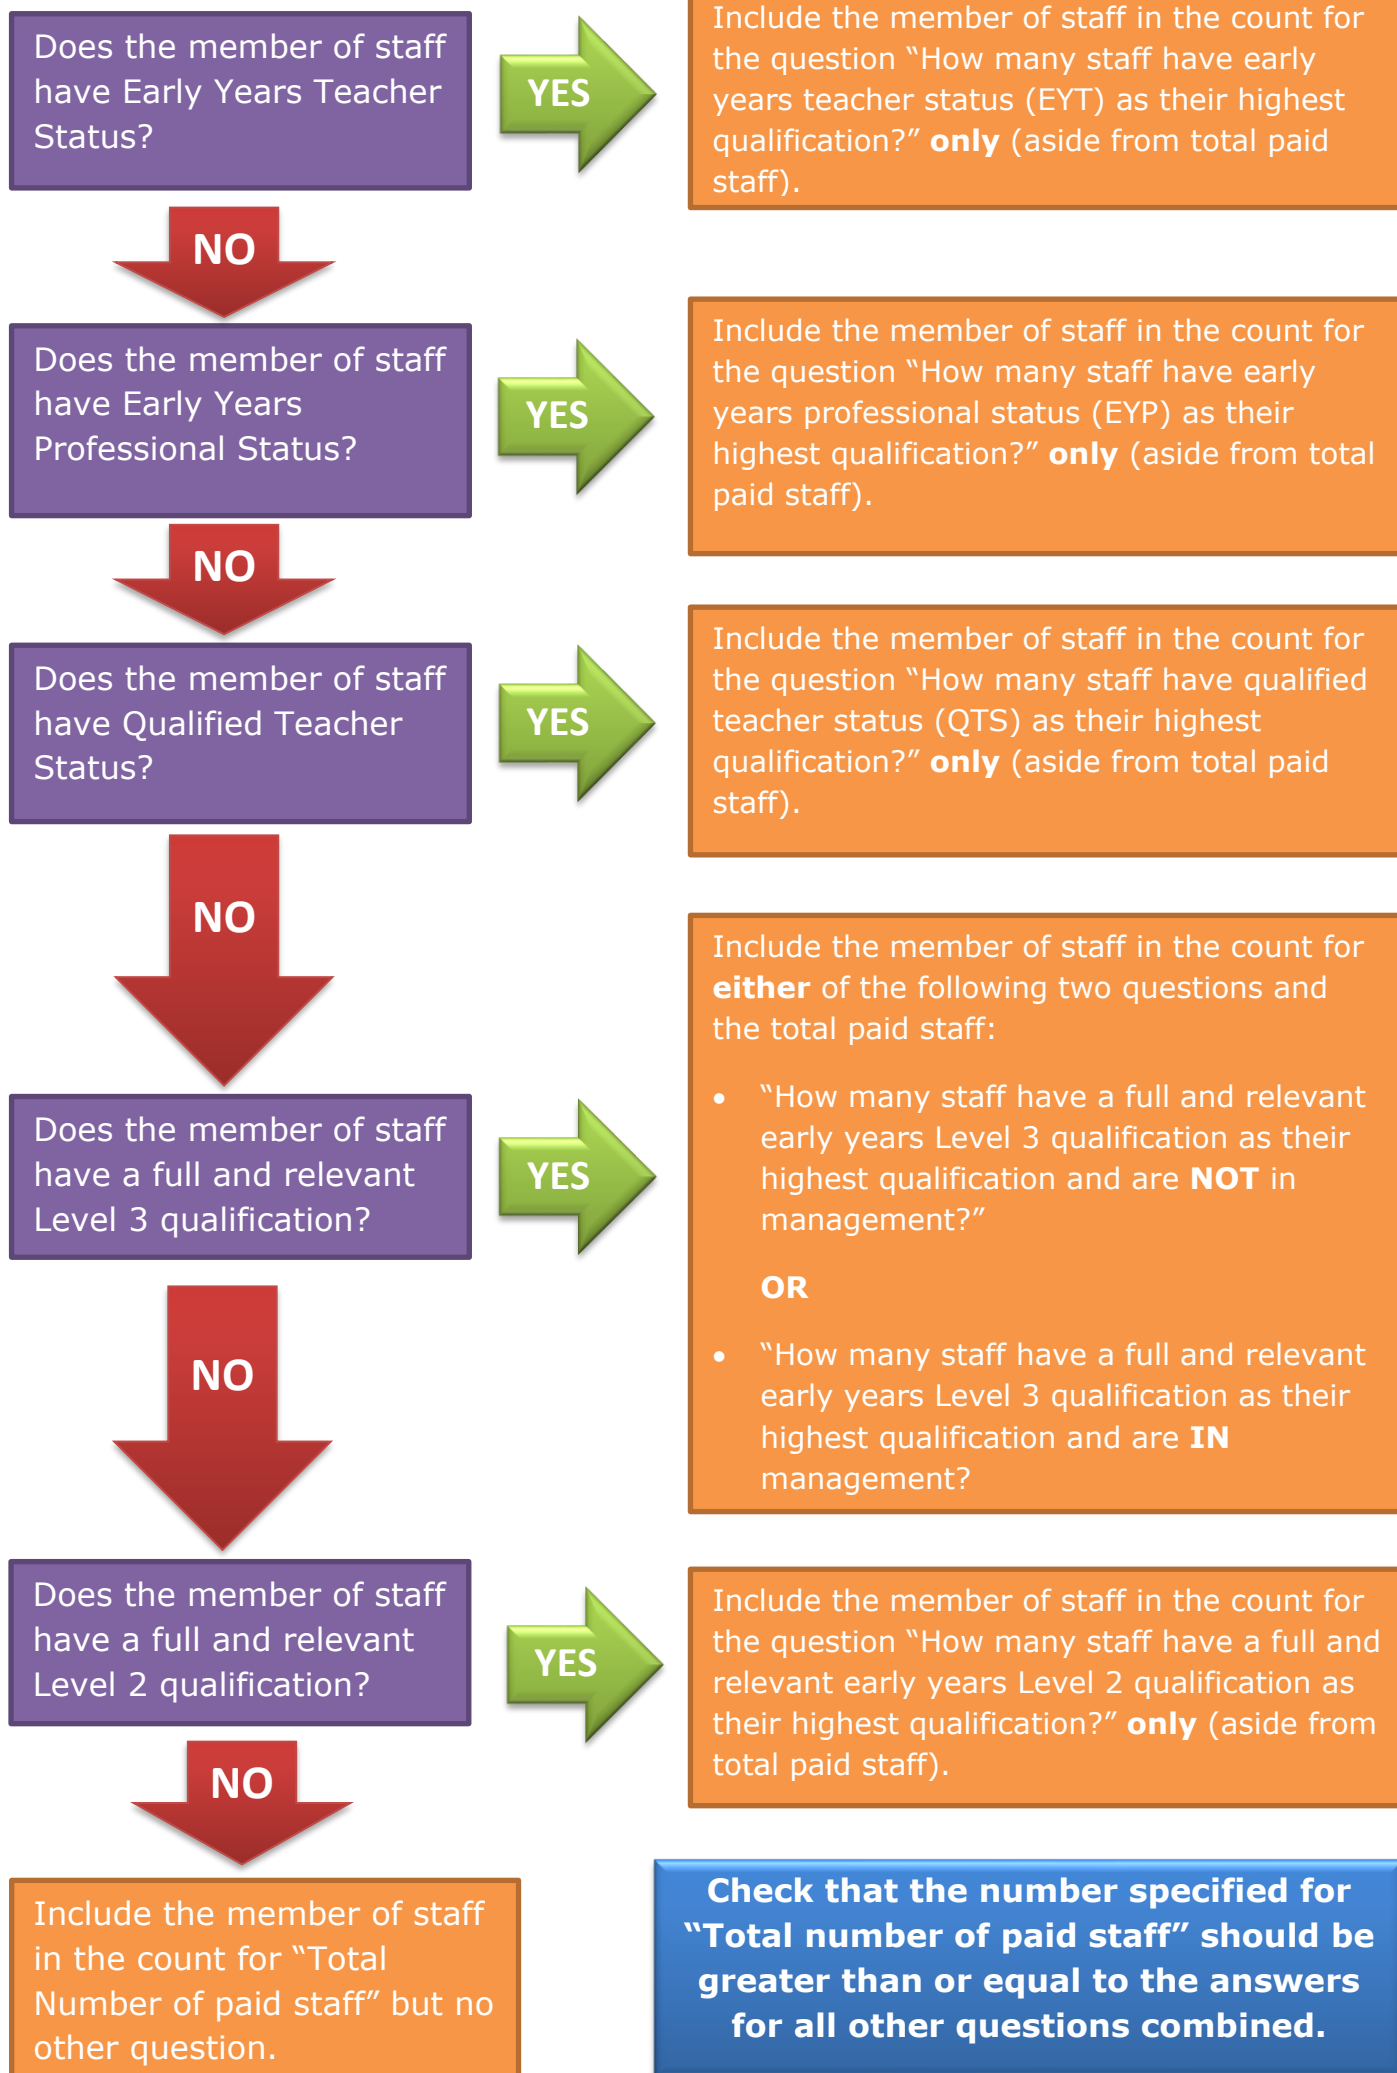 Does the member of staff
have Early Years Teacher
Status?
YES
Include the member of staff in the count for
the question “How many staff have early
years teacher status (EYT) as their highest
qualification?” only (aside from total paid
staff).
NO
Does the member of staff
have Early Years
Professional Status?
YES
Include the member of staff in the count for
the question “How many staff have early
years professional status (EYP) as their
highest qualification?” only (aside from total
paid staff).
NO
Does the member of staff
have Qualified Teacher
Status?
YES
Include the member of staff in the count for
the question “How many staff have qualified
teacher status (QTS) as their highest
qualification?” only (aside from total paid
staff).
NO
Does the member of staff
have a full and relevant
Level 3 qualification?
YES
Include the member of staff in the count for
either of the following two questions and
the total paid staff:
• “How many staff have a full and relevant
early years Level 3 qualification as their
highest qualification and are NOT in
management?”
OR
• “How many staff have a full and relevant
early years Level 3 qualification as their
highest qualification and are IN
management?
NO
Does the member of staff
have a full and relevant
Level 2 qualification?
YES
Include the member of staff in the count for
the question “How many staff have a full and
relevant early years Level 2 qualification as
their highest qualification?” only (aside from
total paid staff).
NO
Include the member of staff
in the count for “Total
Number of paid staff” but no
other question.
Check that the number specified for
“Total number of paid staff” should be
greater than or equal to the answers
for all other questions combined.